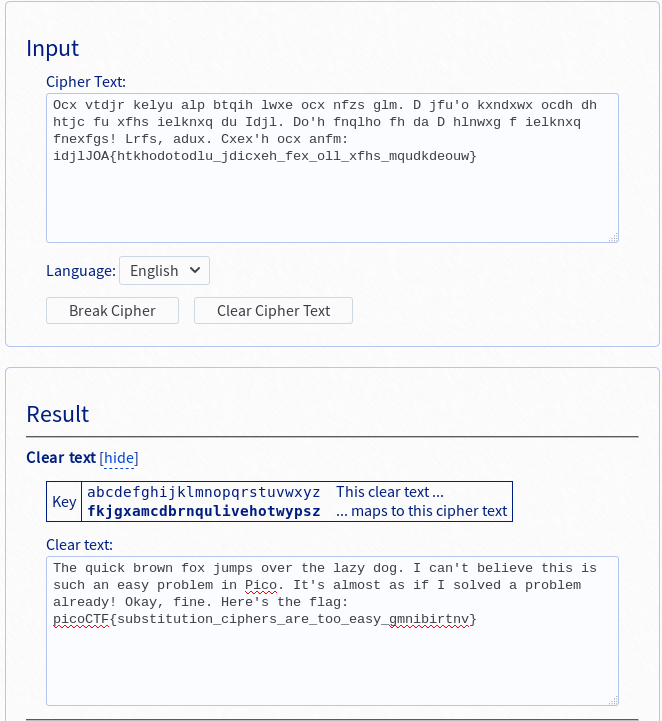 Input
Cipher Text:
Ocx vtdjr kelyu alp btqih lwxe ocx nfzs glm. D jfu'o kxndxwx ocdh dh
htjc fu xfhs ielknxq du Idjl. Do'h fnqlho fh da D hlnwxg f ielknxq
fnexfgs! Lrfs, adux. Cxex'h ocx anfm:
idjlJOA{htkhodotodlu_jdicxeh_fex_oll_xfhs_mqudkdeouw}
Language: English
Break Cipher Clear Cipher Text
Result
Clear text [hide]
Key abcdefghijklmnopqrstuvwxyz This clear text ...
fkjgxamcdbrnqulivehotwypsz ... maps to this cipher text
Clear text:
The quick brown fox jumps over the lazy dog. I can't believe this is
such an easy problem in Pico. It's almost as if I solved a problem
already! Okay, fine. Here's the flag:
picoCTF{substitution_ciphers_are_too_easy_gmnibirtnv}